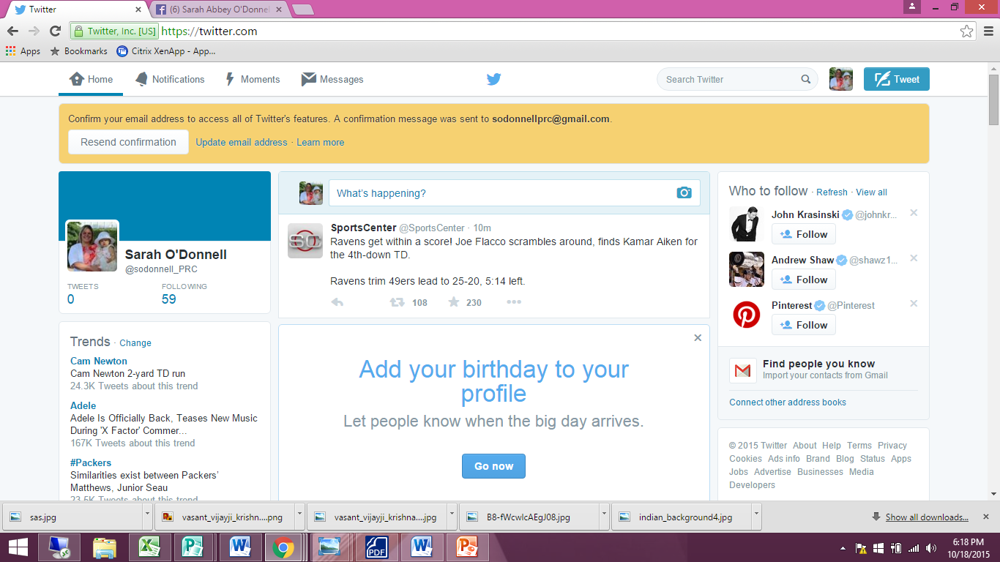 Twitter
(6) Sarah Abbey O'Donnel
Twitter, Inc. [US] https://twitter.com
Apps Bookmarks Citrix XenApp - App...
Home Notifications Moments Messages Search Twitter Tweet
Confirm your email address to access all of Twitter's features. A confirmation message was sent to sodonnellprc@gmail.com.
Resend confirmation Update email address · Learn more
Sarah O'Donnell
@sodonnell_PRC
TWEETS FOLLOWING
0 59
Trends · Change
Cam Newton
Cam Newton 2-yard TD run
24.3K Tweets about this trend
Adele
Adele Is Officially Back, Teases New Music
During 'X Factor' Commer...
167K Tweets about this trend
#Packers
Similarities exist between Packers'
Matthews, Junior Seau
23.5K Tweets about this trend
What's happening?
SC
SportsCenter @SportsCenter · 10m
Ravens get within a score! Joe Flacco scrambles around, finds Kamar Aiken for
the 4th-down TD.
Ravens trim 49ers lead to 25-20, 5:14 left.
108 230
Add your birthday to your
profile
Let people know when the big day arrives.
Go now
Who to follow · Refresh · View all
John Krasinski @johnkr...
Follow
Andrew Shaw @shawz1...
Follow
Pinterest @Pinterest
Follow
Find people you know
Import your contacts from Gmail
Connect other address books
© 2015 Twitter About Help Terms Privacy
Cookies Ads info Brand Blog Status Apps
Jobs Advertise Businesses Media
Developers
sas.jpg vasant_vijayji_krishn....png vasant_vijayji_krishna....jpg B8-fWcwIcAEgJ08.jpg indian_background4.jpg Show all downloads...
PDF
6:18 PM
10/18/2015